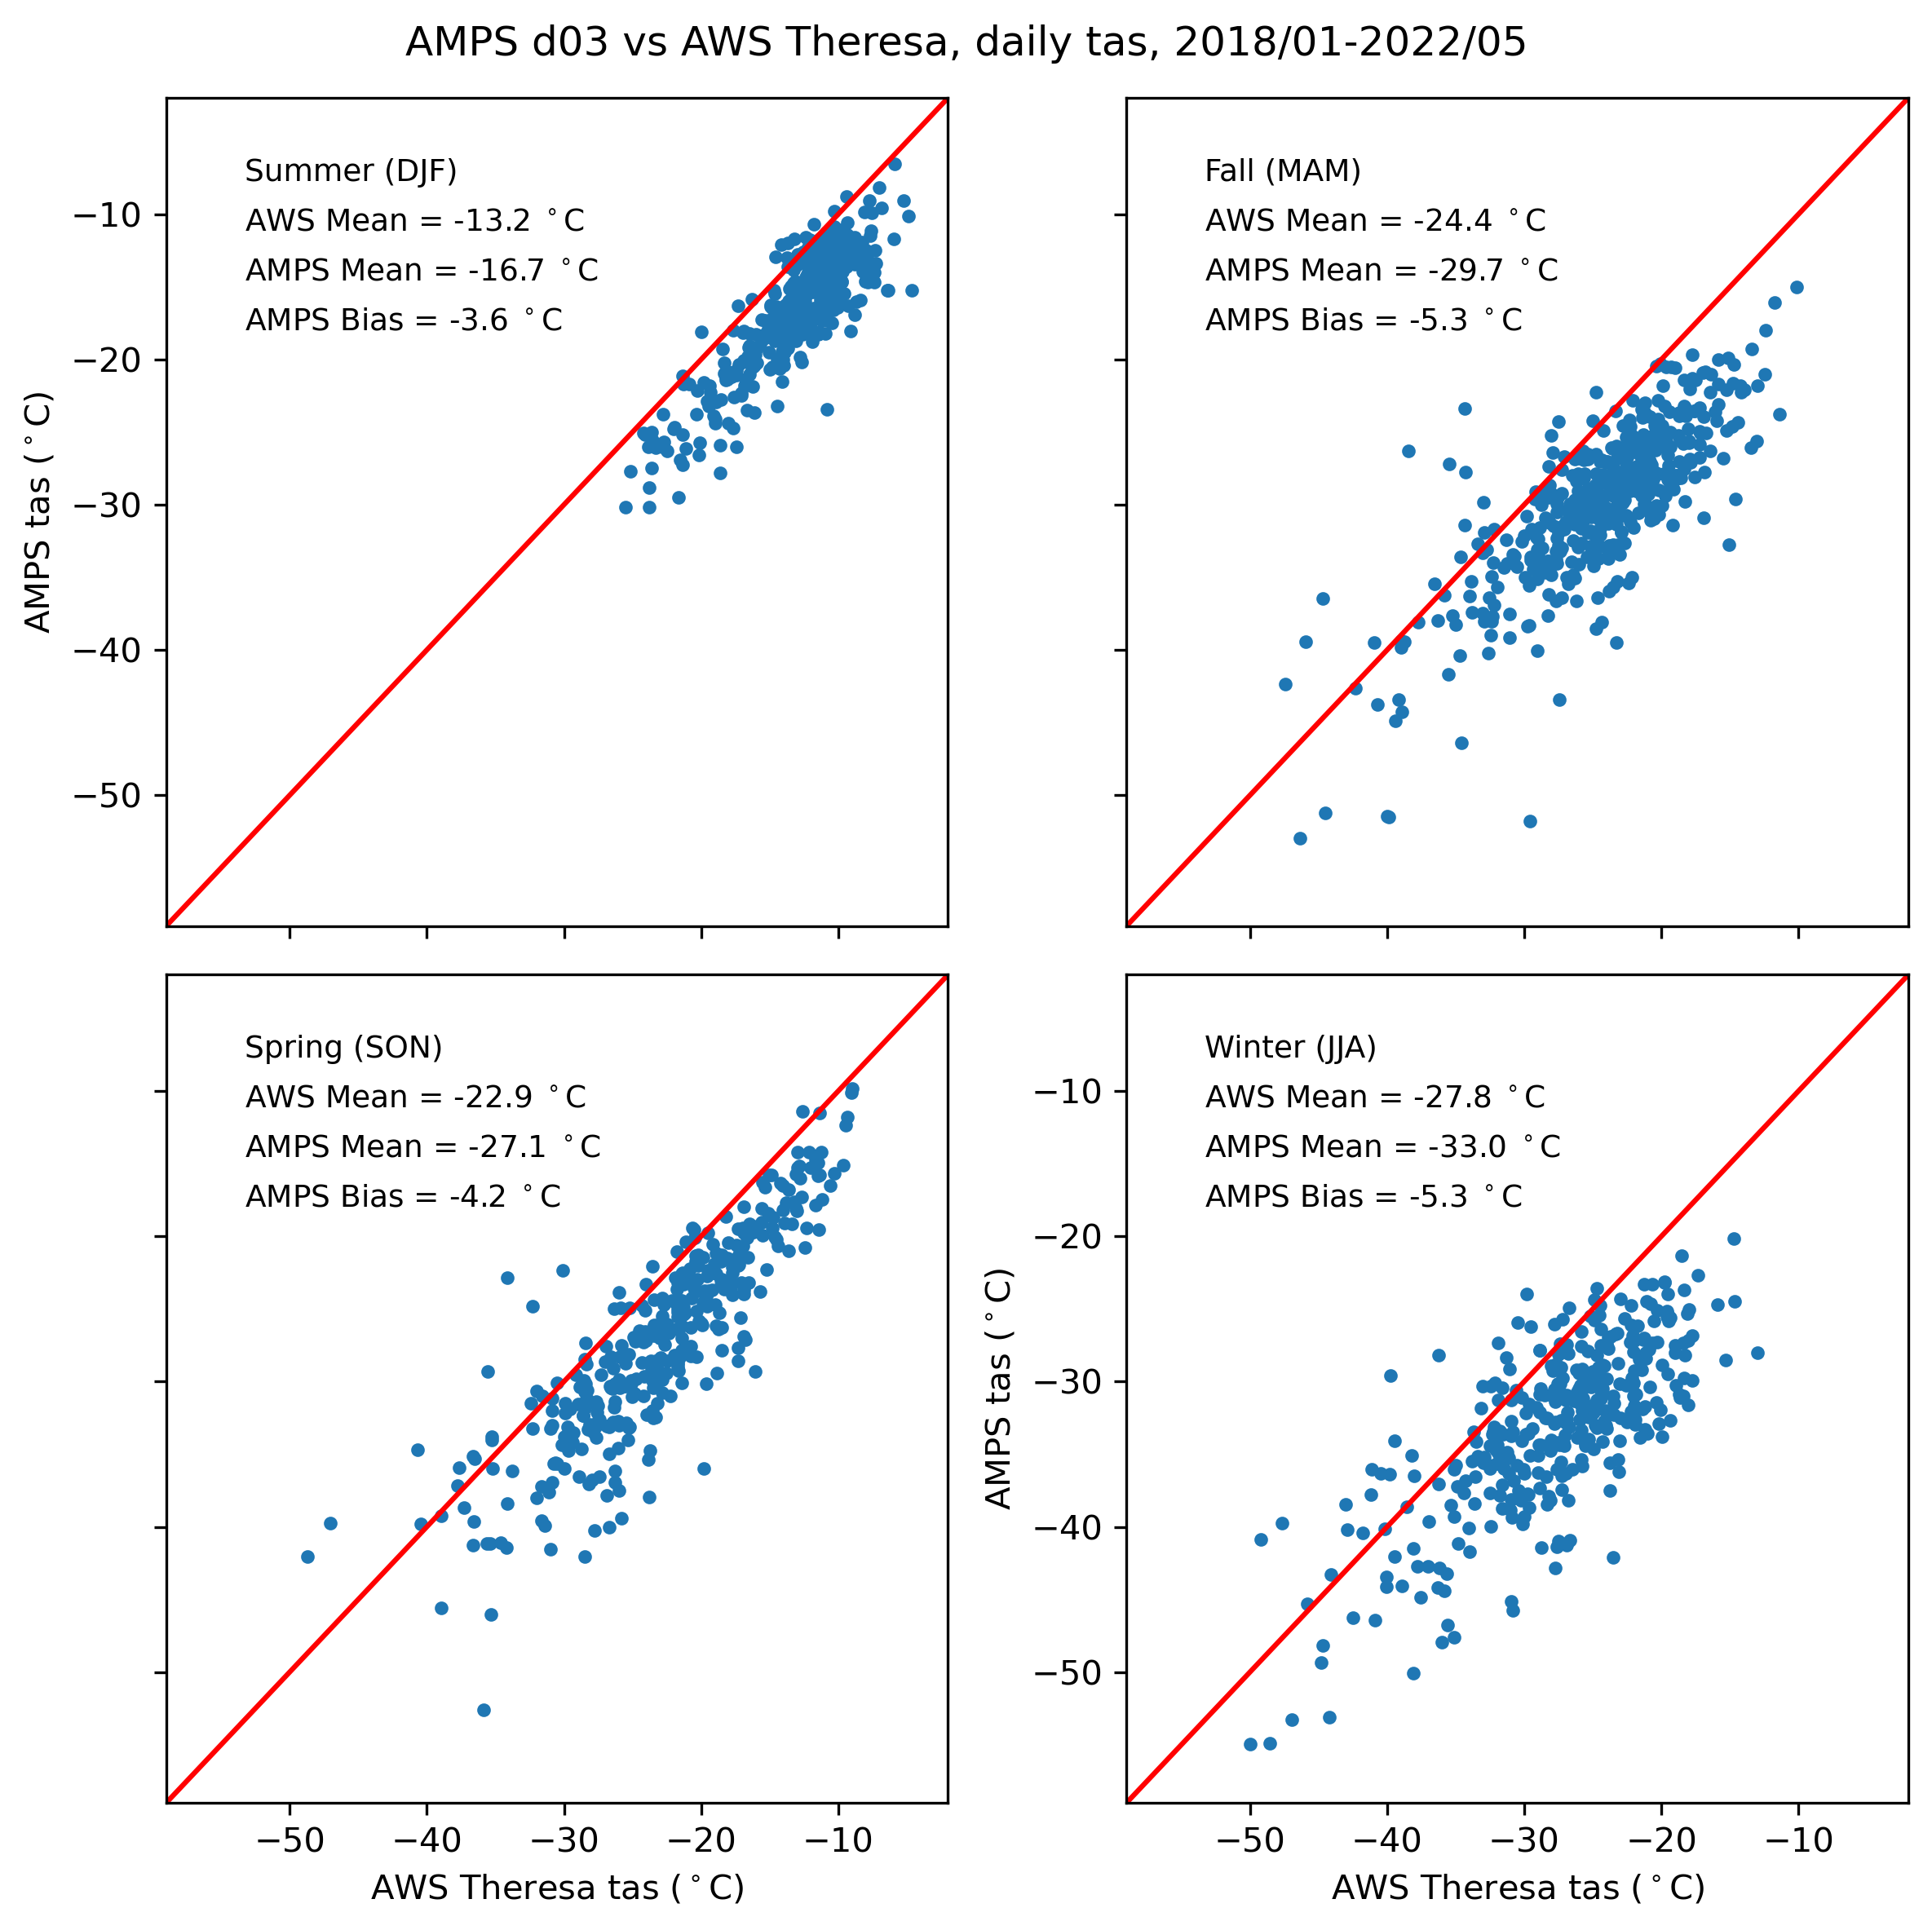 AMPS d03 vs AWS Theresa, daily tas, 2018/01-2022/05
Summer (DJF)
AWS Mean = -13.2 °C
AMPS Mean = -16.7 °C
AMPS Bias = -3.6 °C
−10
−20
−30
−40
−50
AMPS tas (°C)
Fall (MAM)
AWS Mean = -24.4 °C
AMPS Mean = -29.7 °C
AMPS Bias = -5.3 °C
Spring (SON)
AWS Mean = -22.9 °C
AMPS Mean = -27.1 °C
AMPS Bias = -4.2 °C
−50 −40 −30 −20 −10
AWS Theresa tas (°C)
Winter (JJA)
AWS Mean = -27.8 °C
AMPS Mean = -33.0 °C
AMPS Bias = -5.3 °C
−10
−20
−30
−40
−50
AMPS tas (°C)
−50 −40 −30 −20 −10
AWS Theresa tas (°C)